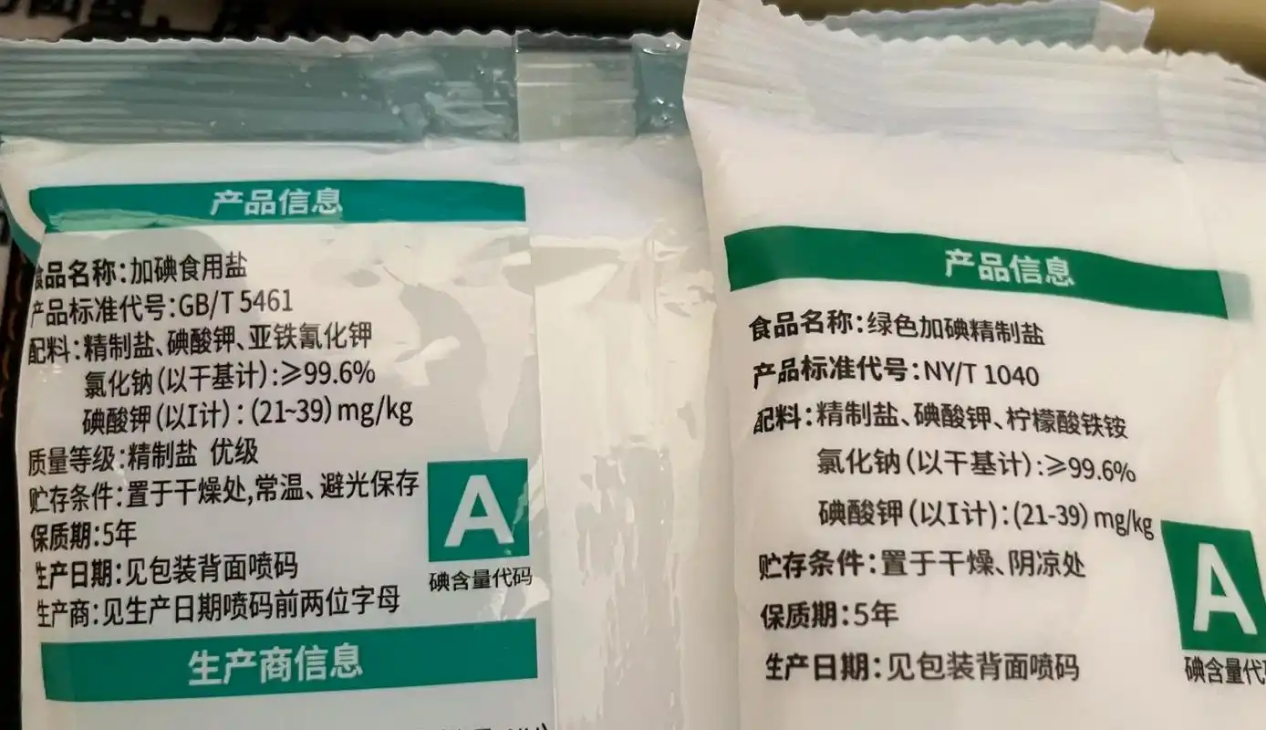 产品信息
食品名称:加碘食用盐
产品标准代号:GB/T 5461
配料:精制盐、碘酸钾、亚铁氰化钾
氯化钠(以干基计):≥99.6%
碘酸钾(以I计):(21~39)mg/kg
质量等级:精制盐 优级
贮存条件:置于干燥处,常温、避光保存
保质期:5年
生产日期:见包装背面喷码
生产商:见生产日期喷码前两位字母
A
碘含量代码
生产商信息
产品信息
食品名称:绿色加碘精制盐
产品标准代号:NY/T 1040
配料:精制盐、碘酸钾、柠檬酸铁铵
氯化钠(以干基计):≥99.6%
碘酸钾(以I计):(21-39)mg/kg
贮存条件:置于干燥、阴凉处
保质期:5年
生产日期:见包装背面喷码
A
碘含量代